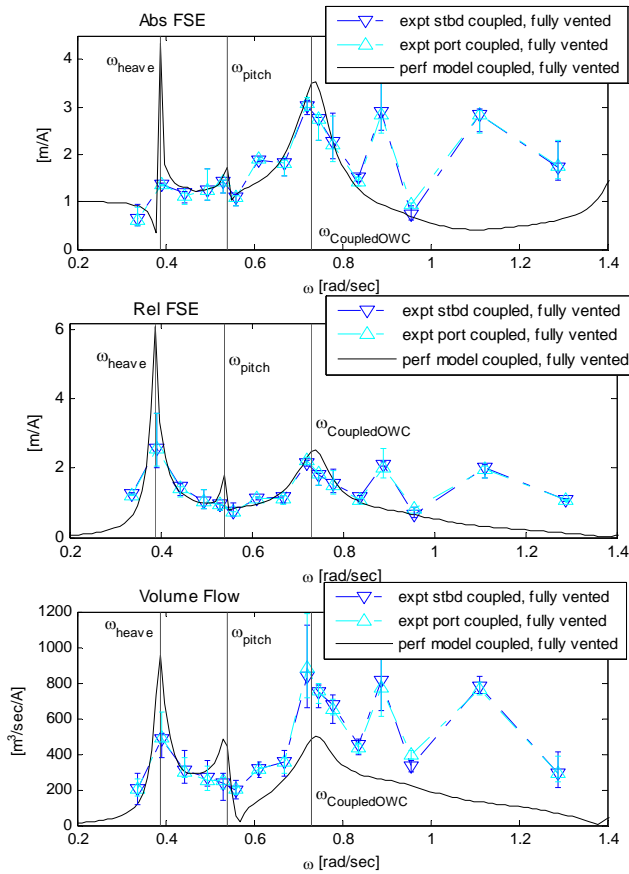 Abs FSE
expt stbd coupled, fully vented
expt port coupled, fully vented
perf model coupled, fully vented
4
3
2
1
0
[m/A]
ωheave
ωpitch
ωCoupledOWC
0.2 0.4 0.6 0.8 1 1.2 1.4
ω [rad/sec]
Rel FSE
expt stbd coupled, fully vented
expt port coupled, fully vented
perf model coupled, fully vented
6
4
2
0
[m/A]
ωheave
ωpitch
ωCoupledOWC
0.2 0.4 0.6 0.8 1 1.2 1.4
ω [rad/sec]
Volume Flow
expt stbd coupled, fully vented
expt port coupled, fully vented
perf model coupled, fully vented
1200
1000
800
600
400
200
0
[m³/sec/A]
ωheave
ωpitch
ωCoupledOWC
0.2 0.4 0.6 0.8 1 1.2 1.4
ω [rad/sec]